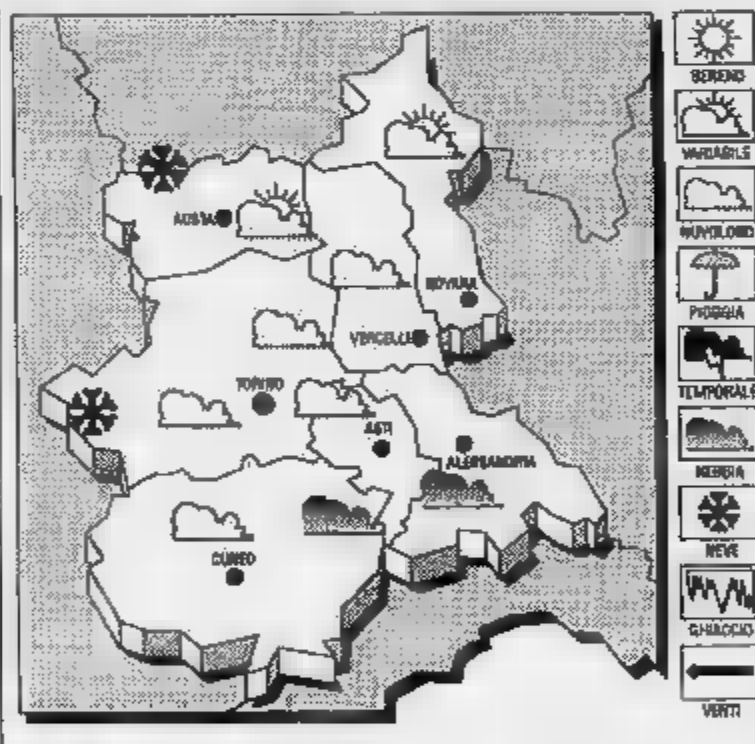 SERENO
VARIABILE
NUVOLOSO
PIOGGIA
TEMPORALE
NEBBIA
NEVE
GHIACCIO
VENTI
AOSTA
NOVARA
VERCELLI
TORINO
ASTI
ALESSANDRIA
CUNEO